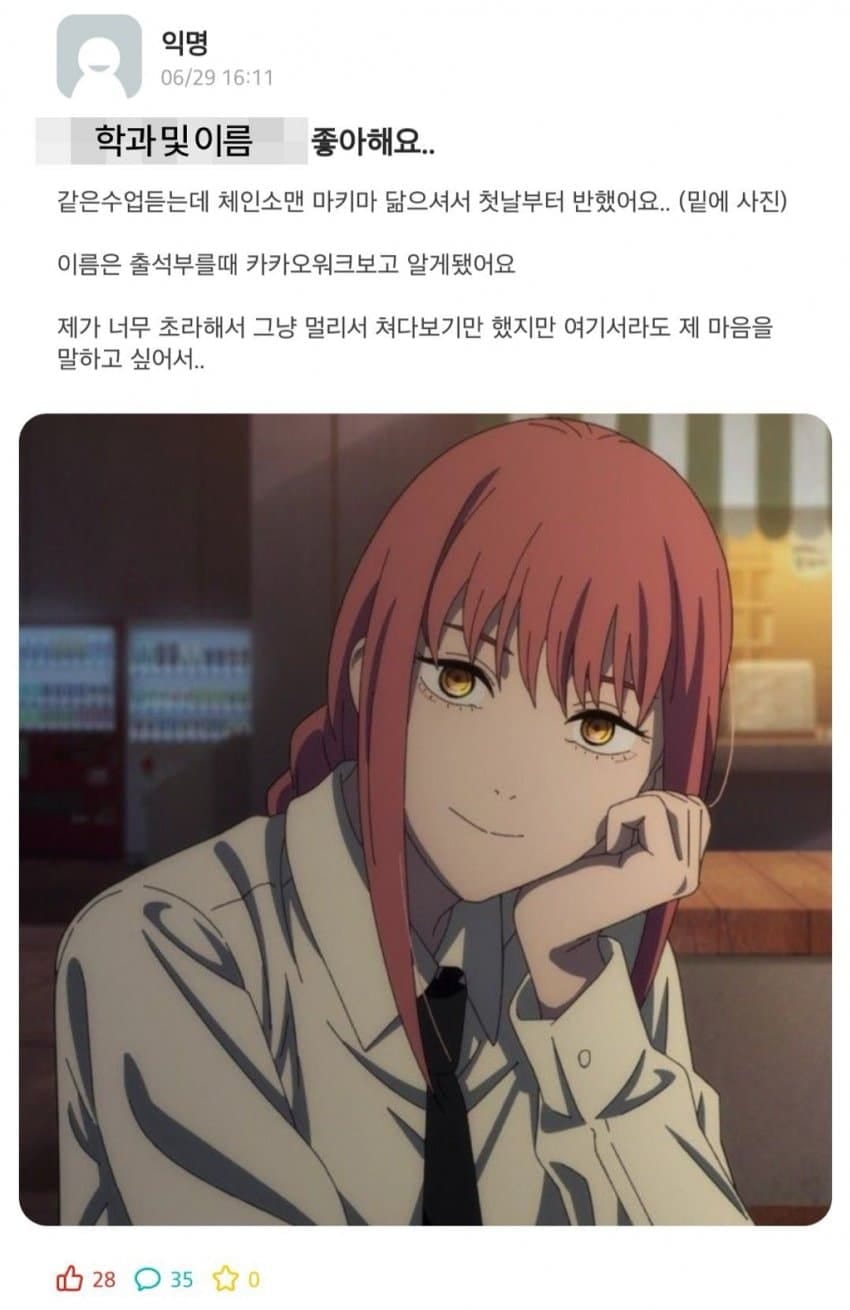 익명
06/29 16:11
학과및이름 좋아해요..
같은수업듣는데 체인소맨 마키마 닮으셔서 첫날부터 반했어요.. (밑에 사진)
이름은 출석부를때 카카오워크보고 알게됐어요
제가 너무 초라해서 그냥 멀리서 쳐다보기만 했지만 여기서라도 제 마음을
말하고 싶어서..
28 35 0